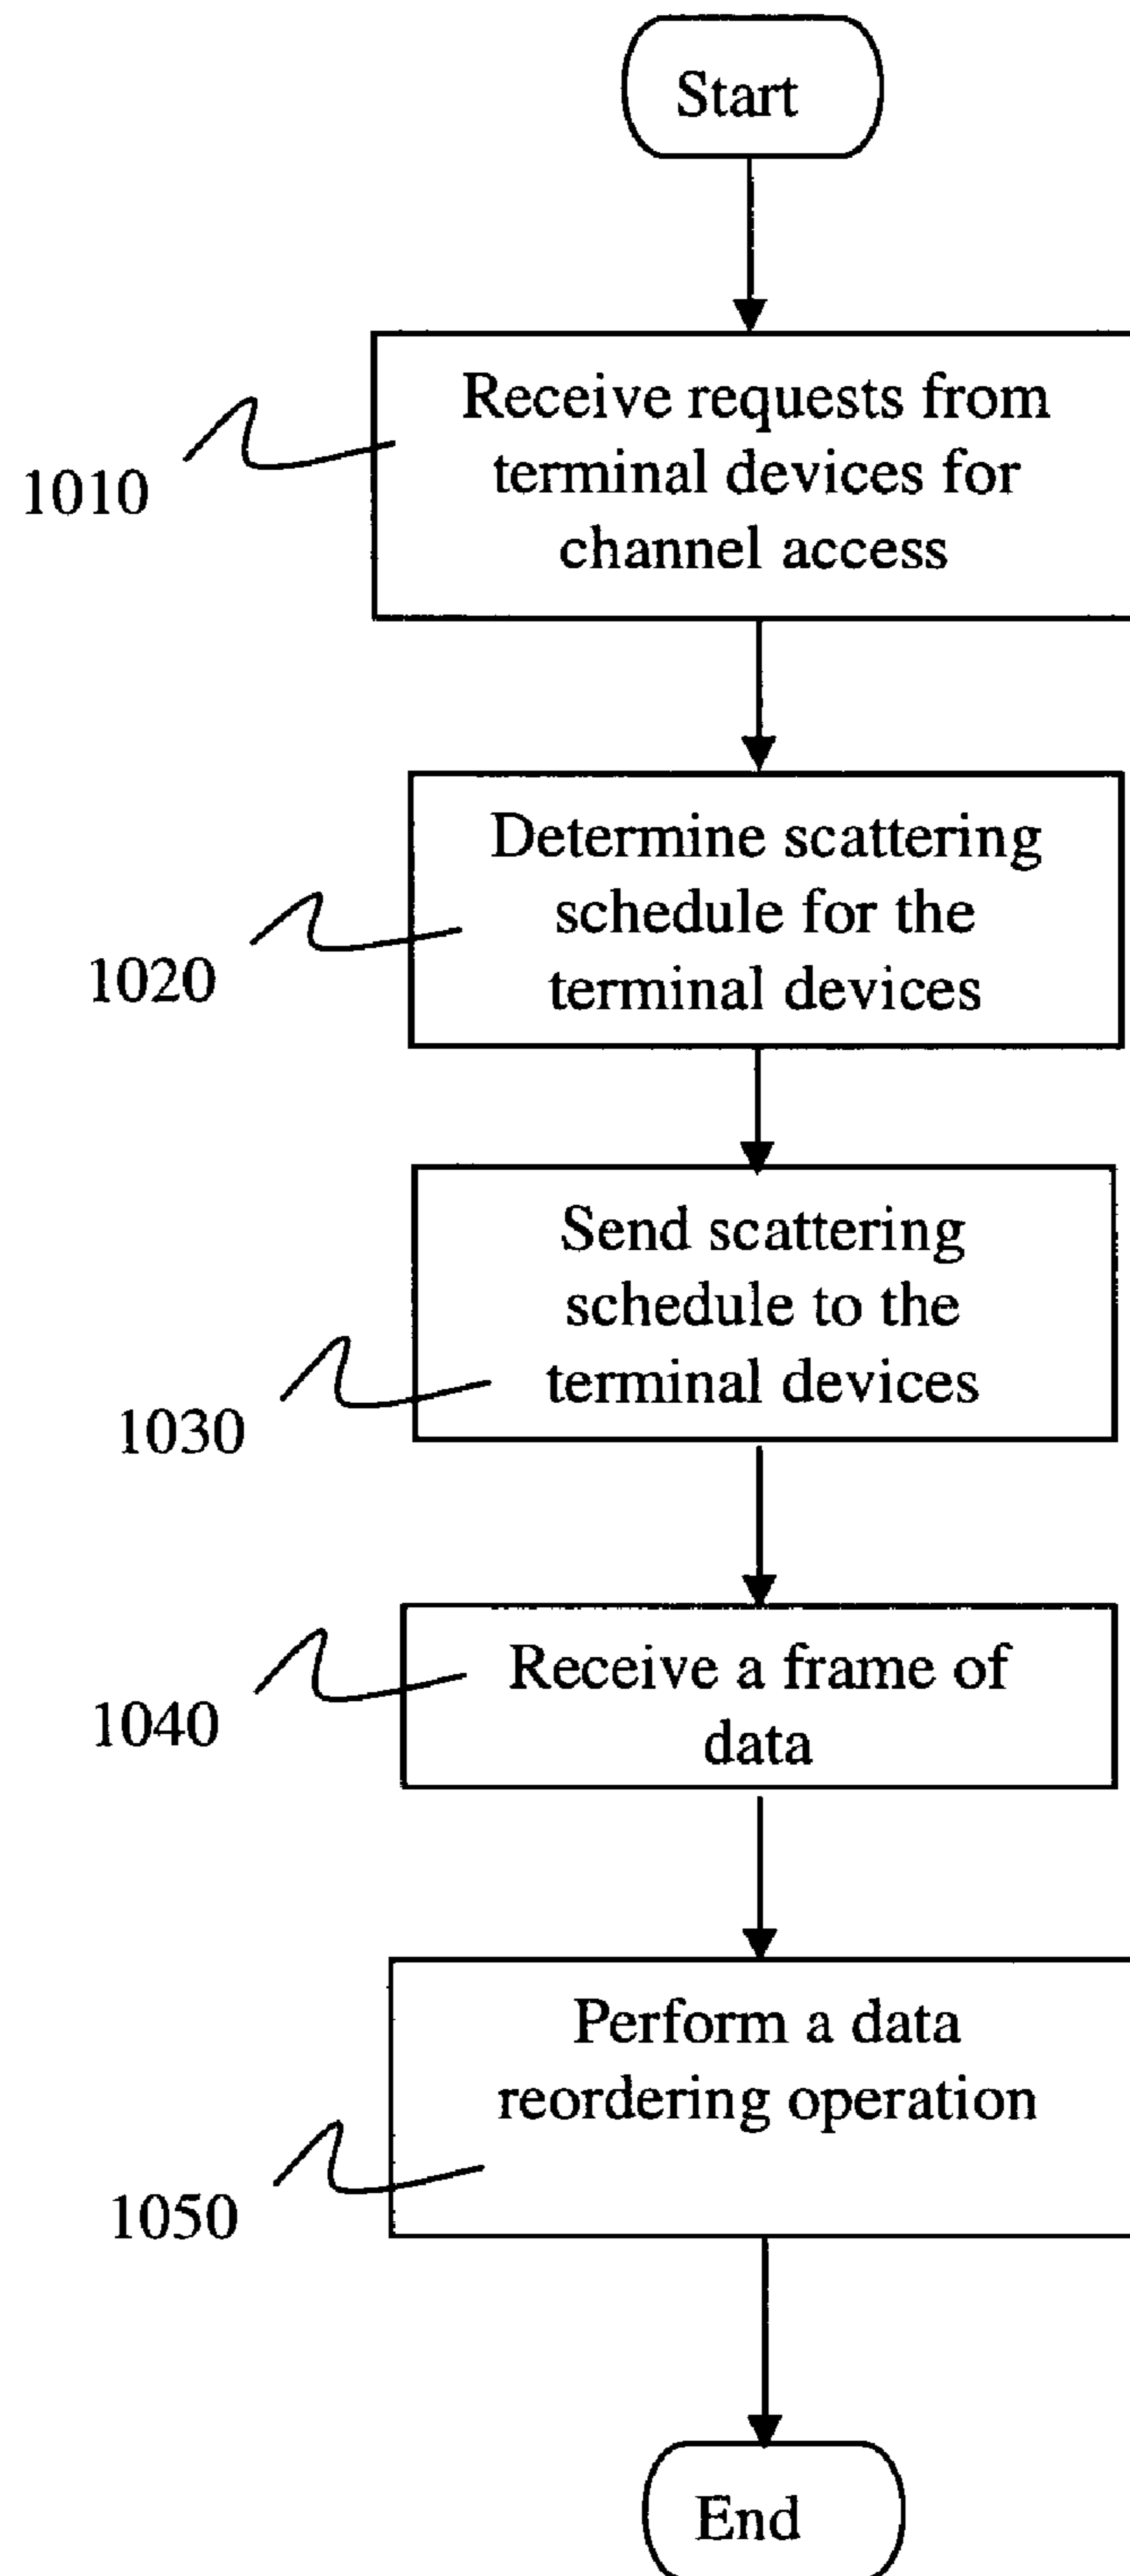 Start
Receive requests from
terminal devices for
channel access
1010
Determine scattering
schedule for the
terminal devices
1020
Send scattering
schedule to the
terminal devices
1030
Receive a frame of
data
1040
Perform a data
reordering operation
1050
End